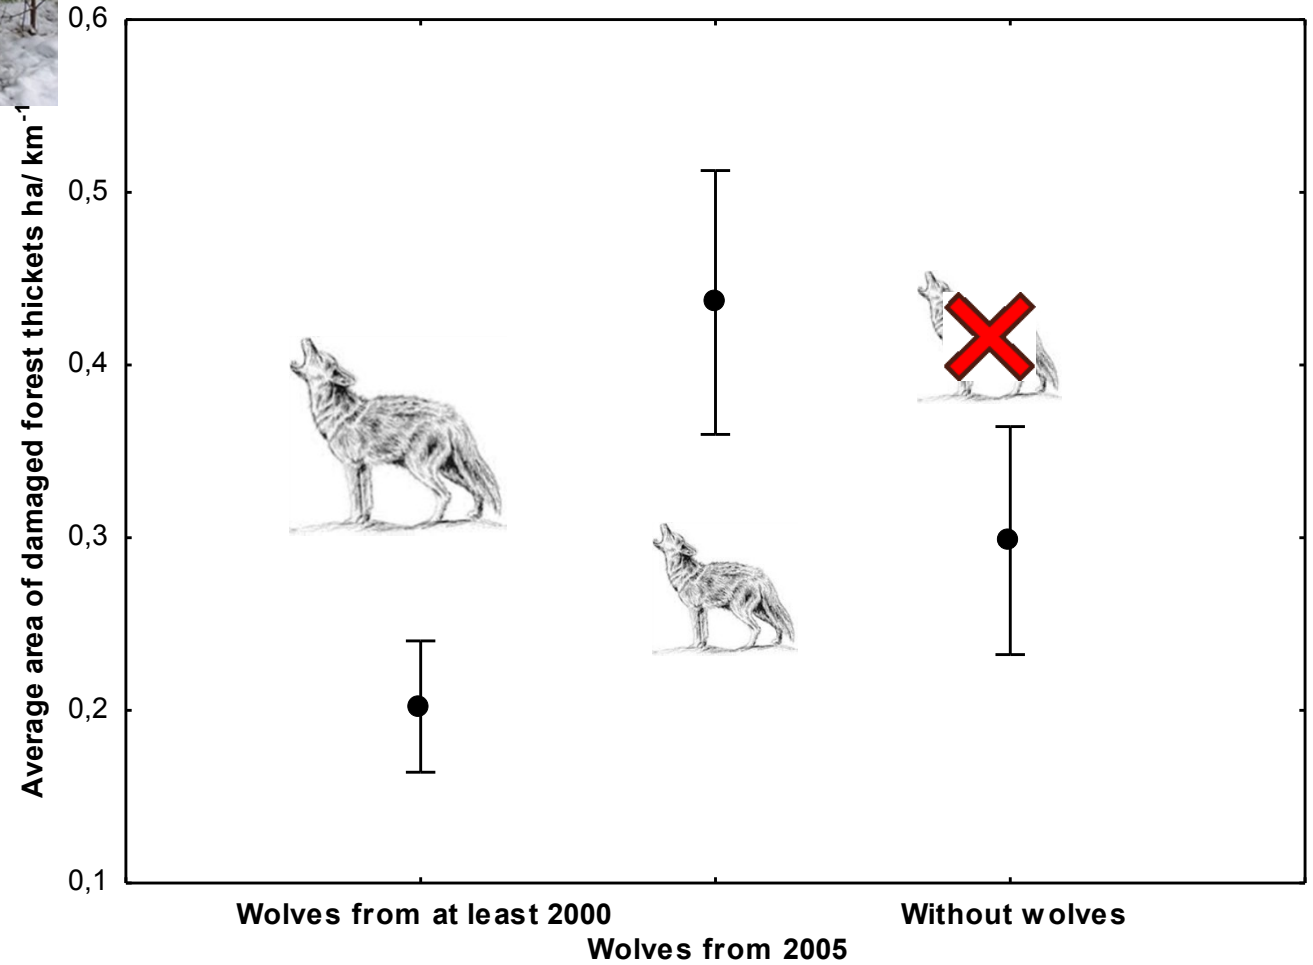 Average area of damaged forest thickets ha/ km-1
0,6
0,5
0,4
0,3
0,2
0,1
Wolves from at least 2000
Wolves from 2005
Without wolves